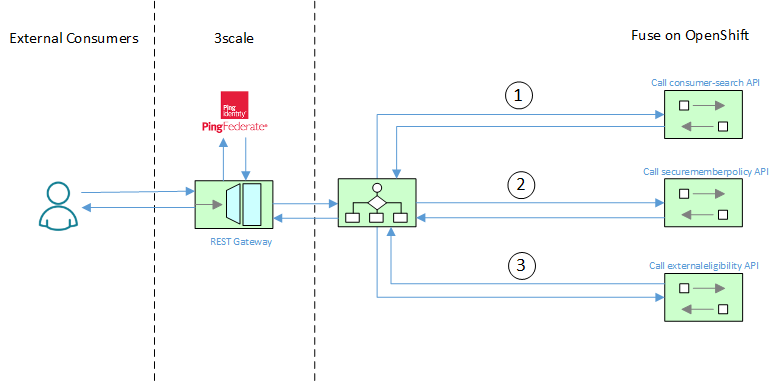 External Consumers
3scale
Fuse on OpenShift
Ping
Identity
PingFederate
REST Gateway
1
Call consumer-search API
2
Call securememberpolicy API
3
Call externaleligibility API